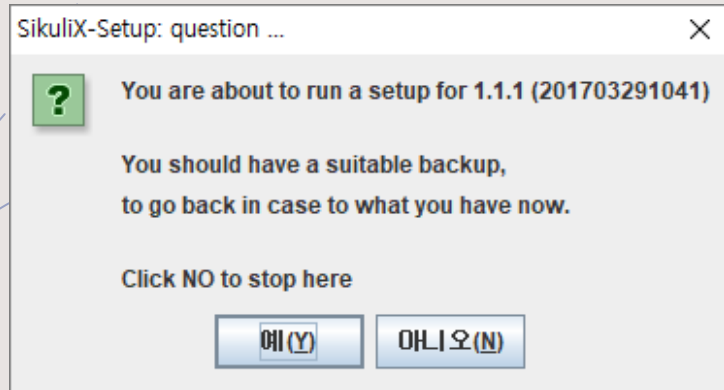 SikuliX-Setup: question ...
You are about to run a setup for 1.1.1 (201703291041)
You should have a suitable backup,
to go back in case to what you have now.
Click NO to stop here
예(Y) 아니오(N)